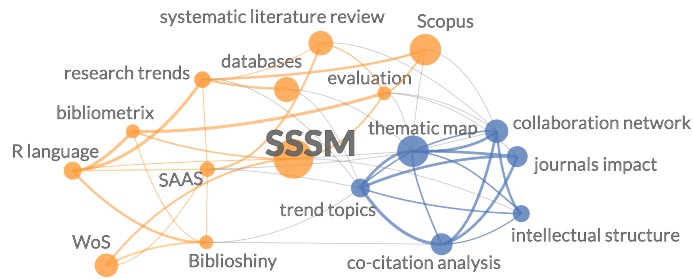 systematic literature review
Scopus
databases
research trends
evaluation
bibliometrix
SSSM
thematic map
collaboration network
R language
SAAS
journals impact
trend topics
intellectual structure
WoS
Biblioshiny
co-citation analysis